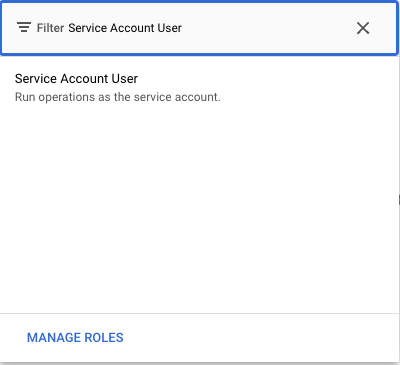 Filter Service Account User
Service Account User
Run operations as the service account.
MANAGE ROLES